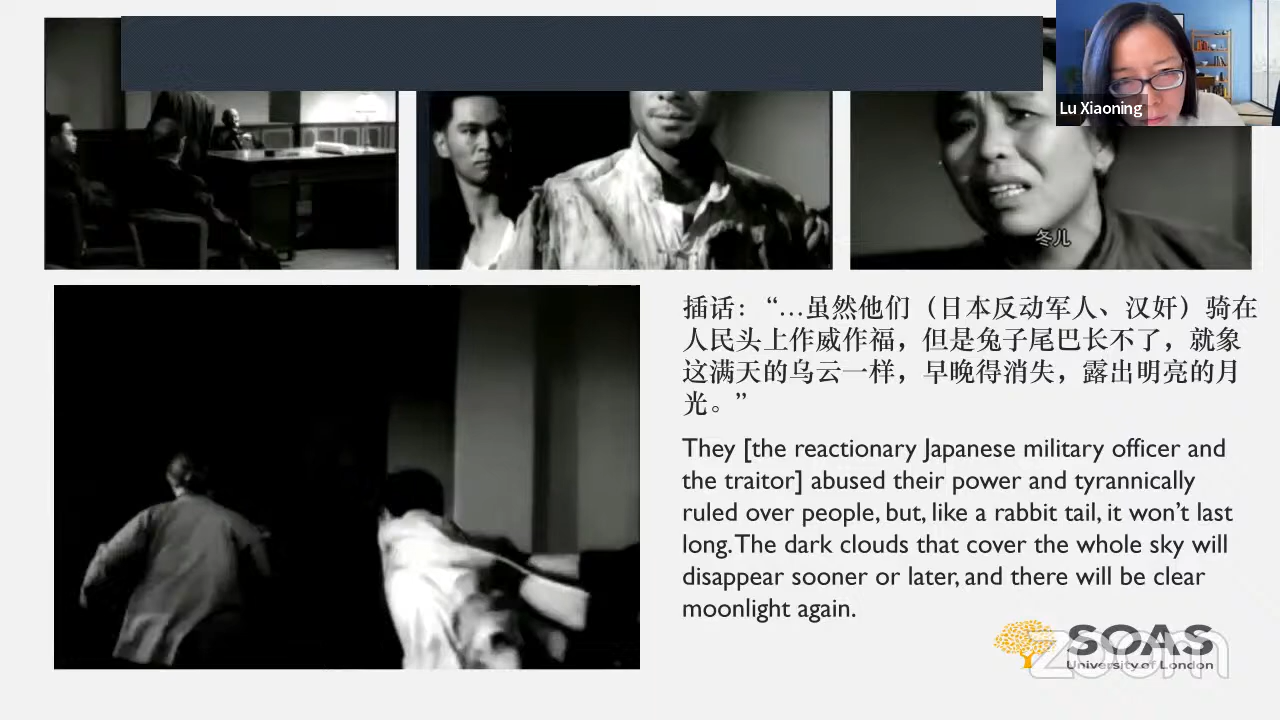 Lu Xiaoning
冬儿
插话：“…虽然他们（日本反动军人、汉奸）骑在
人民头上作威作福，但是兔子尾巴长不了，就象
这满天的乌云一样，早晚得消失，露出明亮的月
光。”
They [the reactionary Japanese military officer and
the traitor] abused their power and tyrannically
ruled over people, but, like a rabbit tail, it won’t last
long. The dark clouds that cover the whole sky will
disappear sooner or later, and there will be clear
moonlight again.
SOAS
University of London
zoom